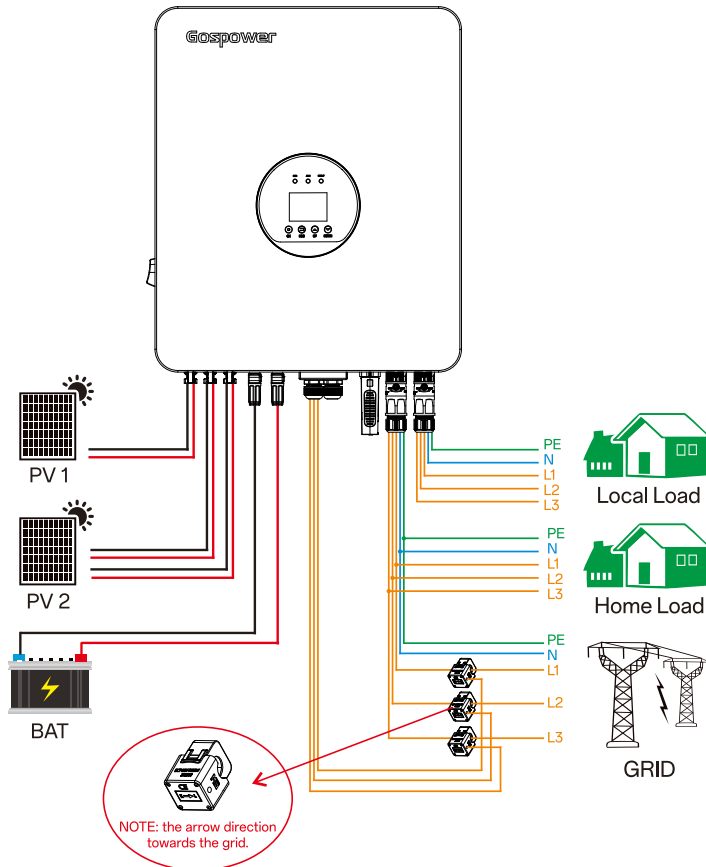 Gospower
PV 1
PV 2
BAT
PE
N
L1
L2
L3
Local Load
PE
N
L1
L2
L3
Home Load
PE
N
L1
L2
L3
GRID
NOTE: the arrow direction
towards the grid.